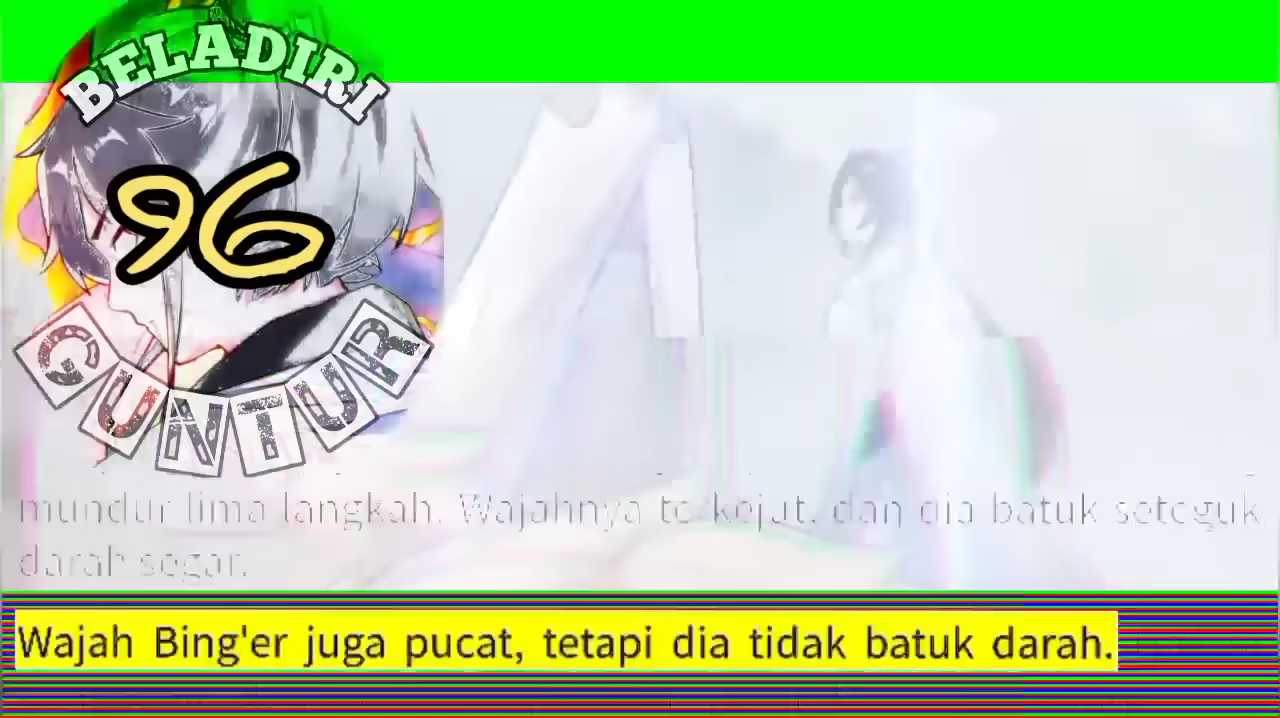 BELADIRI
96
GUNTUR
mundur lima langkah. Wajahnya terkejut, dan dia batuk seteguk
darah segar.
Wajah Bing'er juga pucat, tetapi dia tidak batuk darah.